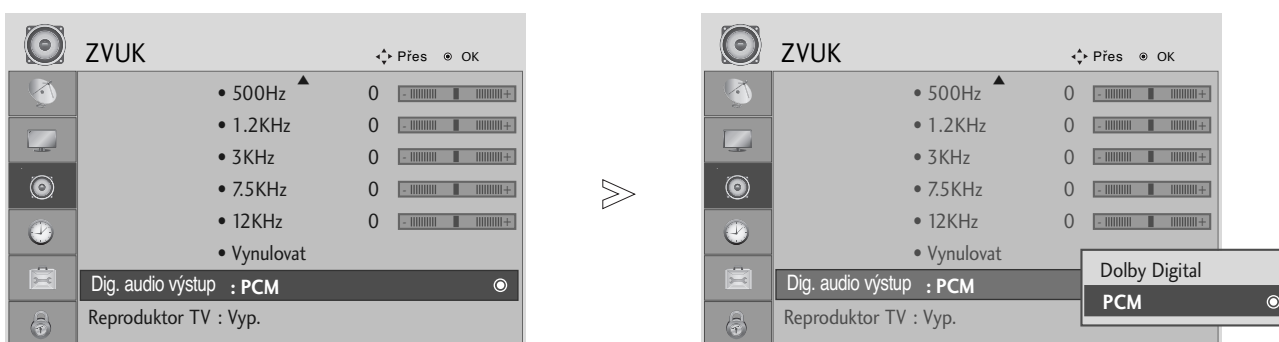 ZVUK
Přes OK
• 500Hz 0 - +
• 1.2KHz 0 - +
• 3KHz 0 - +
• 7.5KHz 0 - +
• 12KHz 0 - +
• Vynulovat
Dig. audio výstup : PCM
Reproduktor TV : Vyp.
ZVUK
Přes OK
• 500Hz 0 - +
• 1.2KHz 0 - +
• 3KHz 0 - +
• 7.5KHz 0 - +
• 12KHz 0 - +
• Vynulovat
Dig. audio výstup : PCM
Reproduktor TV : Vyp.
Dolby Digital
PCM